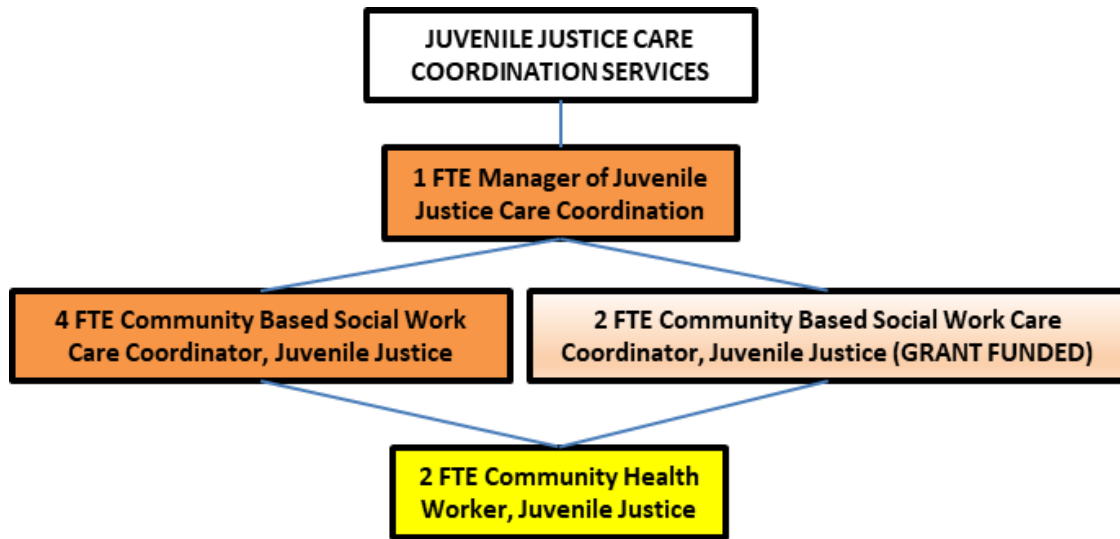 JUVENILE JUSTICE CARE
COORDINATION SERVICES
1 FTE Manager of Juvenile
Justice Care Coordination
4 FTE Community Based Social Work
Care Coordinator, Juvenile Justice
2 FTE Community Based Social Work Care
Coordinator, Juvenile Justice (GRANT FUNDED)
2 FTE Community Health
Worker, Juvenile Justice